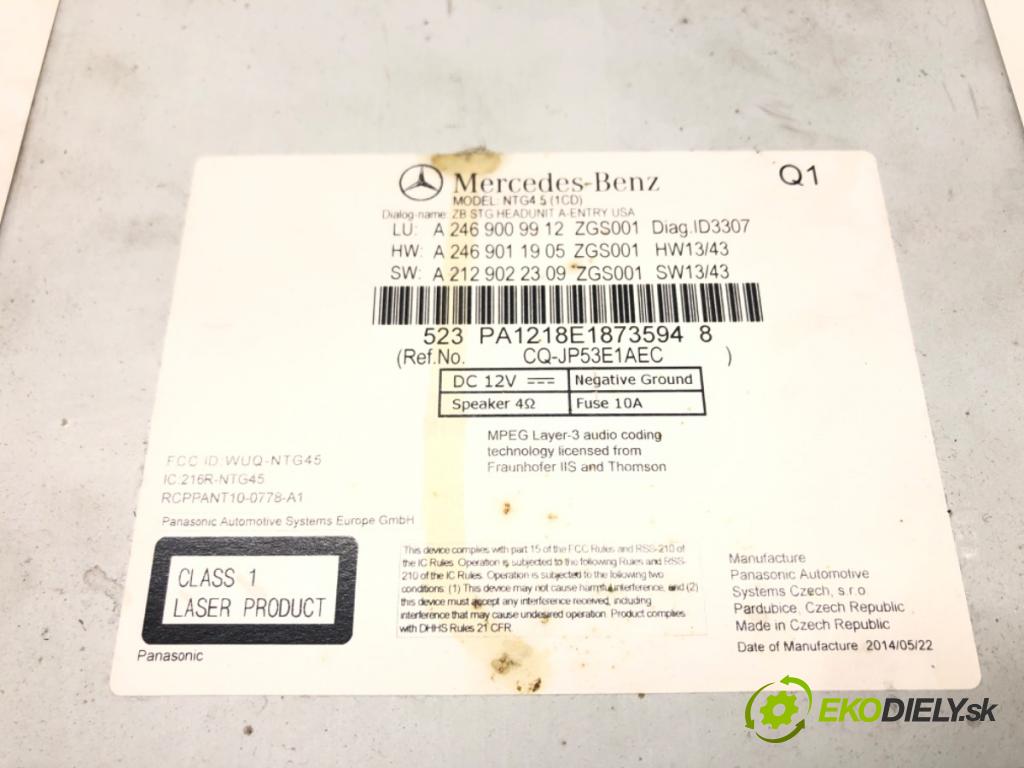 Mercedes-Benz
Q1
MODEL: NTG4.5 (1CD)
Dialog-name: ZB STG HEADUNIT A-ENTRY USA
LU: A 246 900 99 12 ZGS001 Diag.ID3307
HW: A 246 901 19 05 ZGS001 HW13/43
SW: A 212 902 23 09 ZGS001 SW13/43
523 PA1218E1873594 8
(Ref.No. CQ-JP53E1AEC )
DC 12V Negative Ground
Speaker 4Ω Fuse 10A
MPEG Layer-3 audio coding
technology licensed from
Fraunhofer IIS and Thomson
FCC ID:WUQ-NTG45
IC:216R-NTG45
RCPPANT10-0778-A1
Panasonic Automotive Systems Europe GmbH
CLASS 1
LASER PRODUCT
Panasonic
This device complies with part 15 of the FCC Rules and RSS-210 of
the IC Rules. Operation is subjected to the following Rules and RSS-
210 of the IC Rules. Operation is subjected to the following two
conditions: (1) This device may not cause harmful interference, and (2)
this device must accept any interference received, including
interference that may cause undesired operation. Product complies
with DHHS Rules 21 CFR.
Manufacture
Panasonic Automotive
Systems Czech, s.r.o
Pardubice, Czech Republic
Made in Czech Republic
Date of Manufacture 2014/05/22
EKODIELY.sk